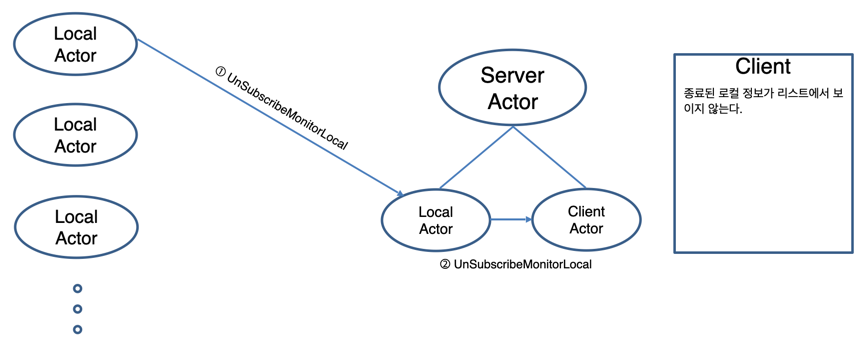 Local
Actor
① UnSubscribeMonitorLocal
Local
Actor
Local
Actor
Server
Actor
Local
Actor
Client
Actor
② UnSubscribeMonitorLocal
Client
종료된 로컬 정보가 리스트에서 보
이지 않는다.